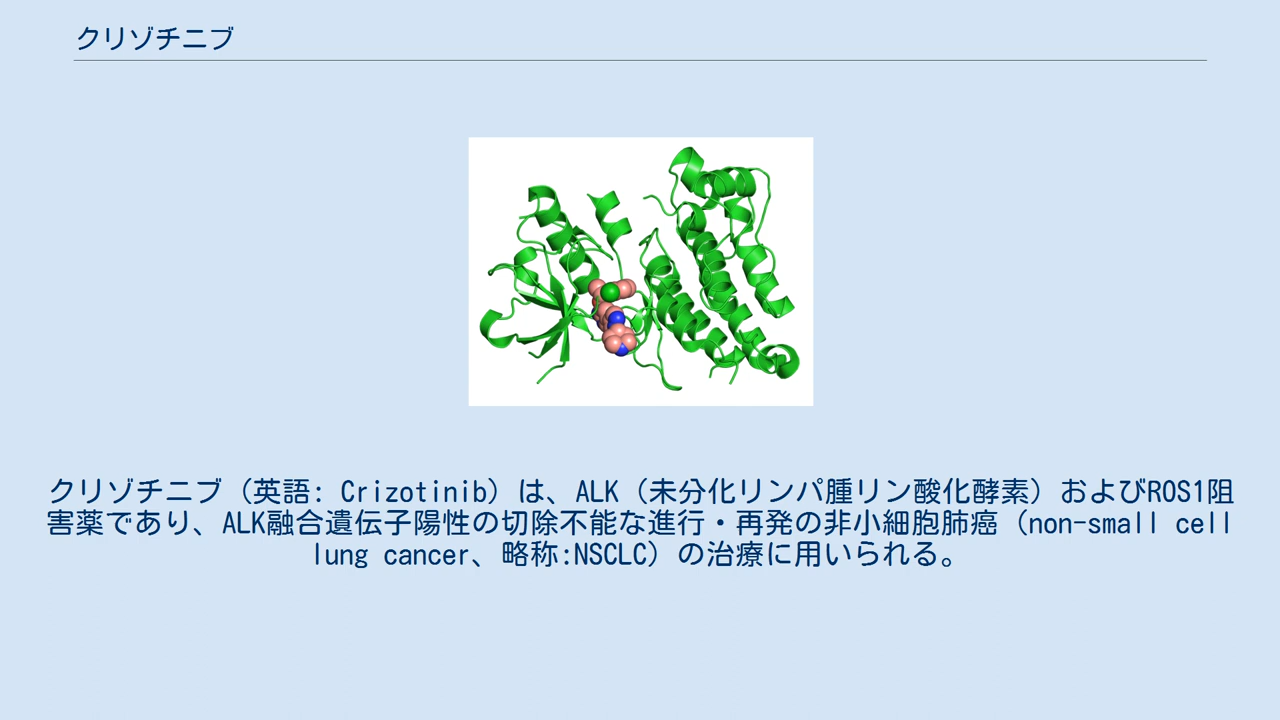 クリゾチニブ
クリゾチニブ（英語: Crizotinib）は、ALK（未分化リンパ腫リン酸化酵素）およびROS1阻
害薬であり、ALK融合遺伝子陽性の切除不能な進行・再発の非小細胞肺癌（non-small cell
lung cancer、略称:NSCLC）の治療に用いられる。